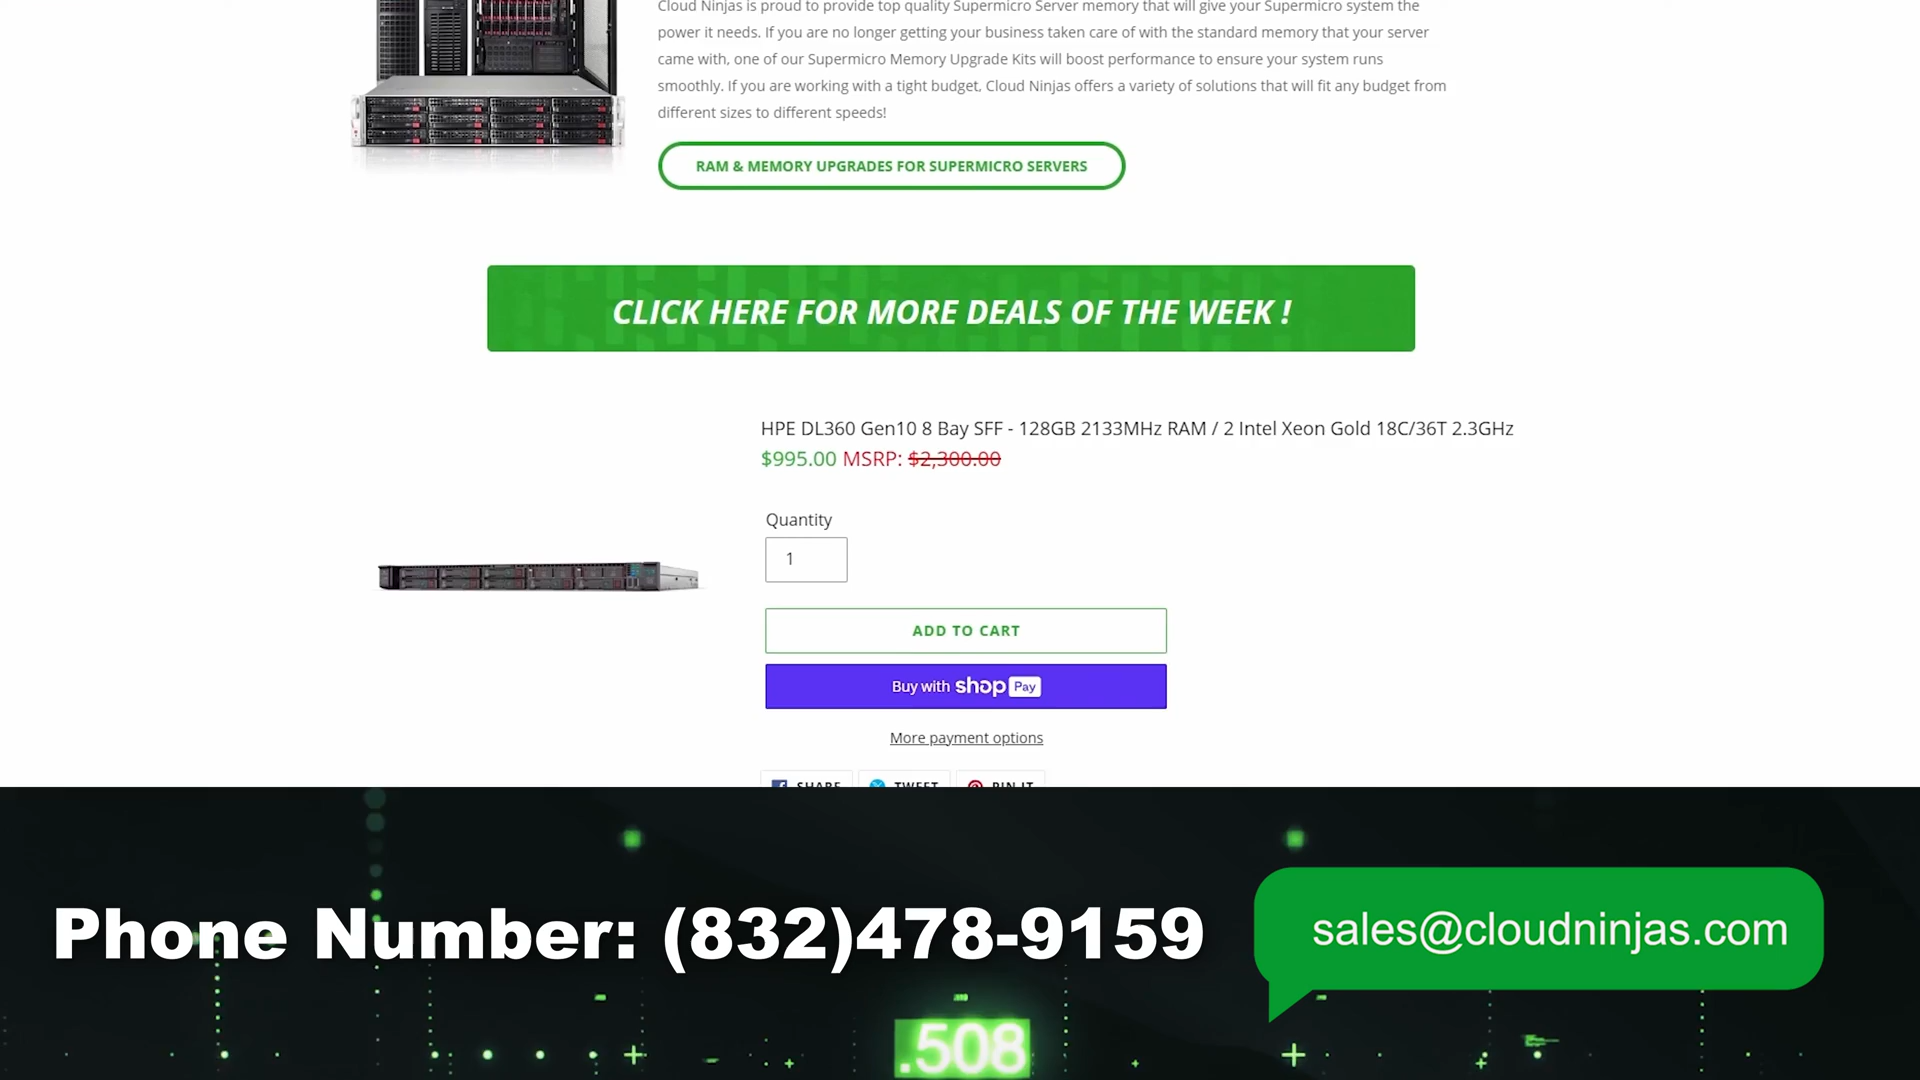 Cloud Ninjas is proud to provide top quality Supermicro Server memory that will give your Supermicro system the
power it needs. If you are no longer getting your business taken care of with the standard memory that your server
came with, one of our Supermicro Memory Upgrade Kits will boost performance to ensure your system runs
smoothly. If you are working with a tight budget, Cloud Ninjas offers a variety of solutions that will fit any budget from
different sizes to different speeds!
RAM & MEMORY UPGRADES FOR SUPERMICRO SERVERS
CLICK HERE FOR MORE DEALS OF THE WEEK !
HPE DL360 Gen10 8 Bay SFF - 128GB 2133MHz RAM / 2 Intel Xeon Gold 18C/36T 2.3GHz
$995.00 MSRP: $2,300.00
Quantity
1
ADD TO CART
Buy with shop Pay
More payment options
SHARE TWEET PIN IT
Phone Number: (832)478-9159
sales@cloudninjas.com
.508